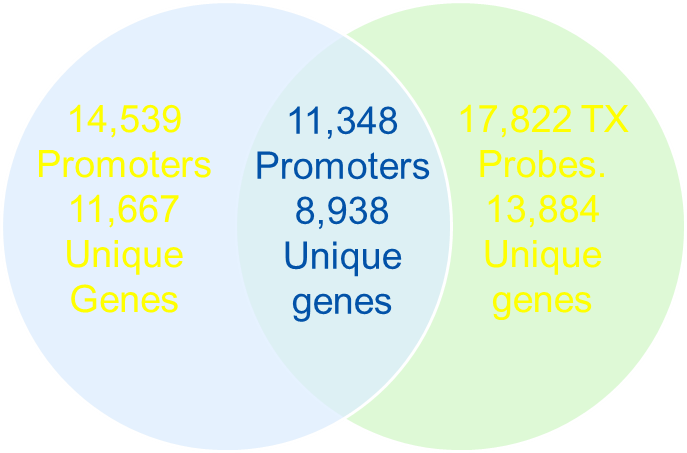 14,539
Promoters
11,667
Unique
Genes
11,348
Promoters
8,938
Unique
genes
17,822 TX
Probes.
13,884
Unique
genes